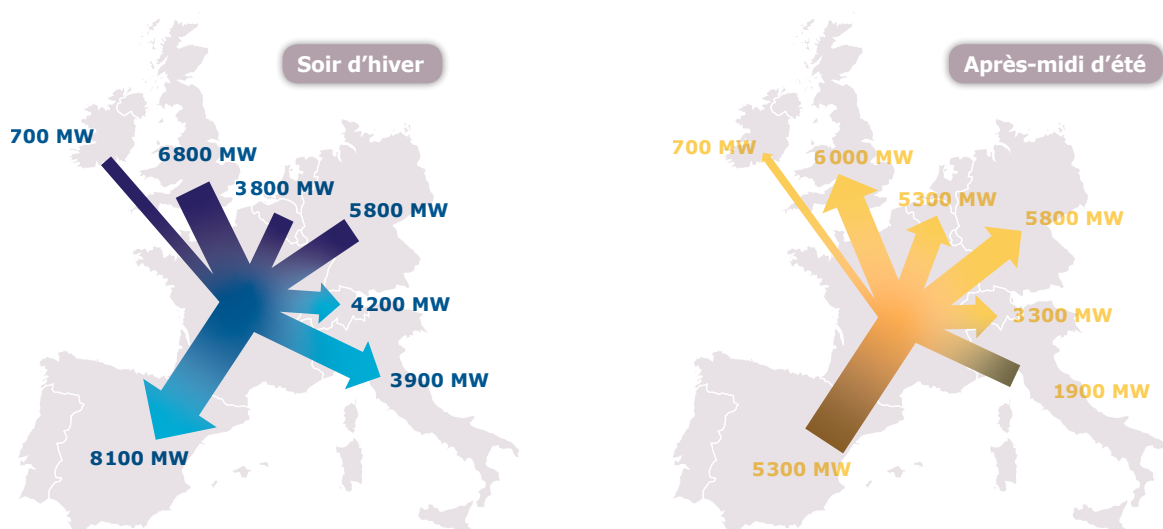 Soir d’hiver
700 MW
6800 MW
3800 MW
5800 MW
4200 MW
3900 MW
8100 MW
Après-midi d’été
700 MW
6000 MW
5300 MW
5800 MW
3300 MW
1900 MW
5300 MW